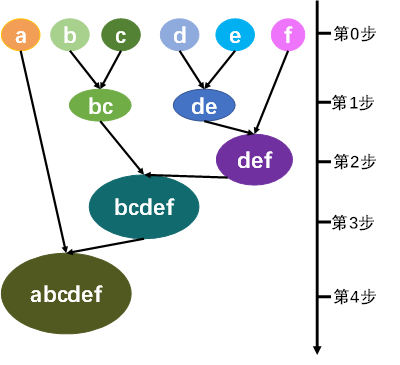 a b c d e f 第0步
bc de 第1步
def 第2步
bcdef 第3步
abcdef 第4步